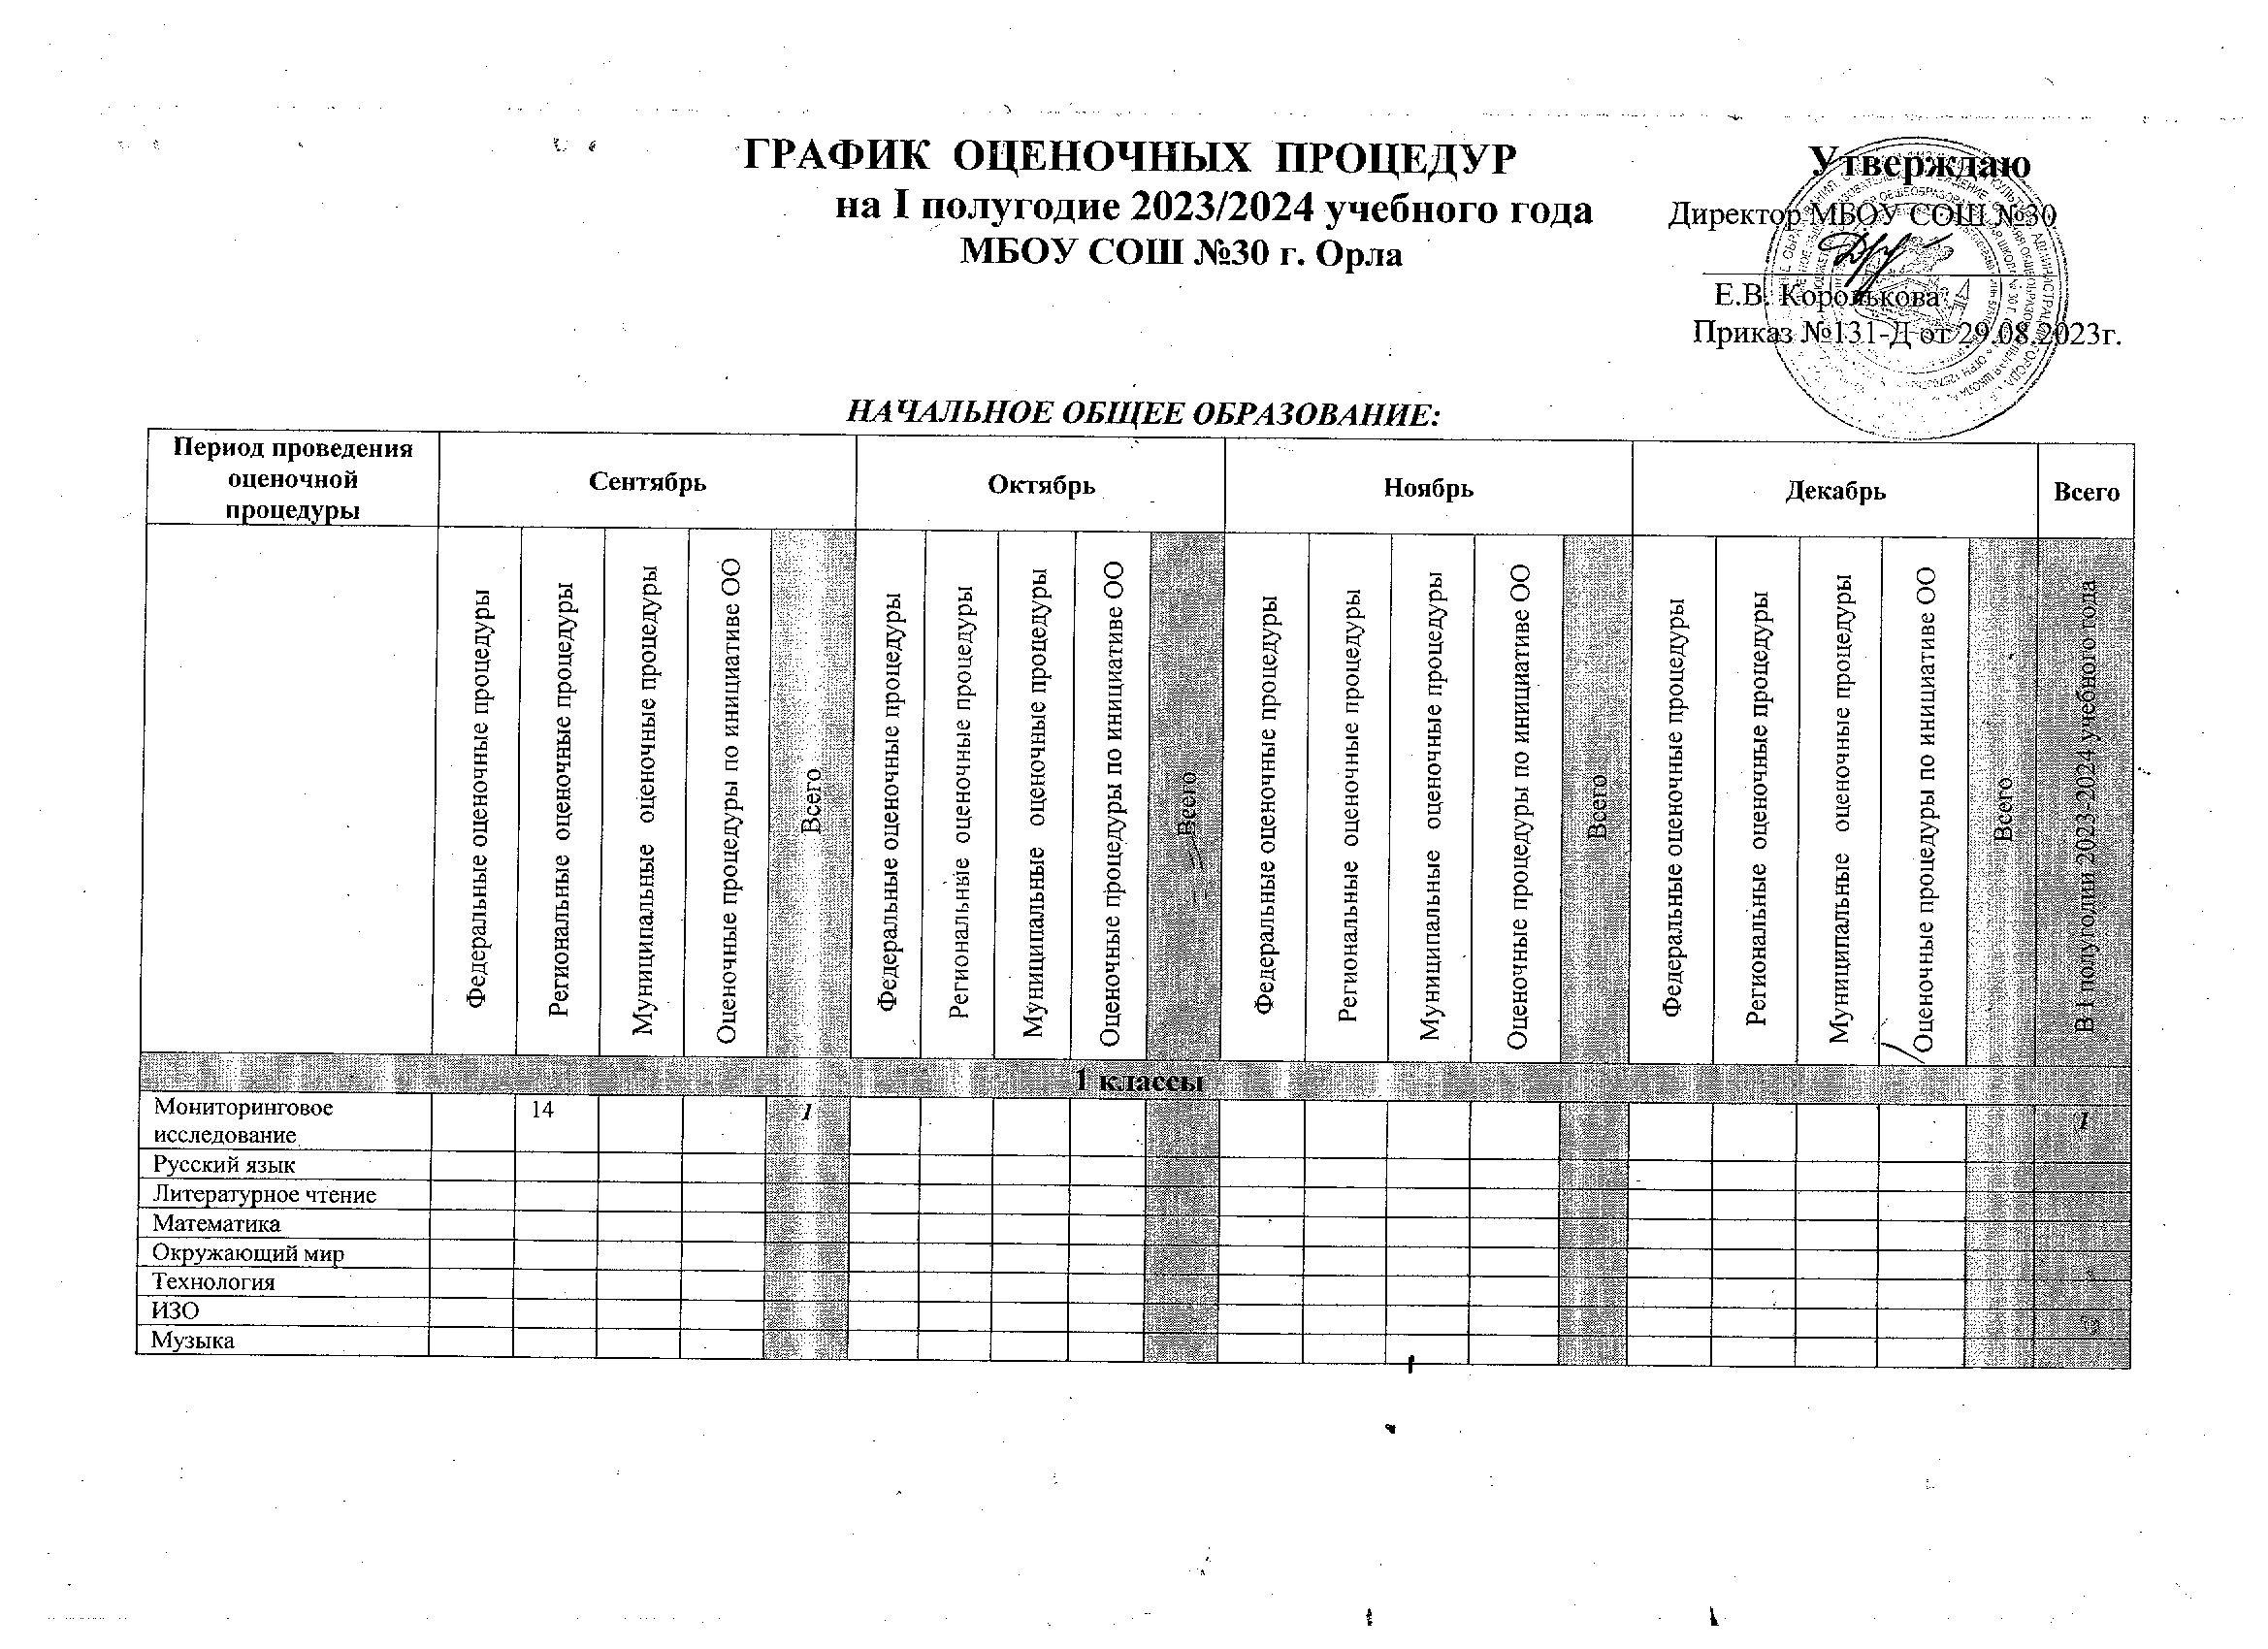 ГРАФИК ОЦЕНОЧНЫХ ПРОЦЕДУР
на I полугодие 2023/2024 учебного года
МБОУ СОШ №30 г. Орла
Утверждаю
Директор МБОУ СОШ №30
Е.В. Королькова
Приказ №131-Д от 29.08.2023г.
НАЧАЛЬНОЕ ОБЩЕЕ ОБРАЗОВАНИЕ:
Период проведения
оценочной
процедуры
Сентябрь
Октябрь
Ноябрь
Декабрь
Всего
Федеральные оценочные процедуры
Региональные оценочные процедуры
Муниципальные оценочные процедуры
Оценочные процедуры по инициативе ОО
Всего
Федеральные оценочные процедуры
Региональные оценочные процедуры
Муниципальные оценочные процедуры
Оценочные процедуры по инициативе ОО
Всего
Федеральные оценочные процедуры
Региональные оценочные процедуры
Муниципальные оценочные процедуры
Оценочные процедуры по инициативе ОО
Всего
Федеральные оценочные процедуры
Региональные оценочные процедуры
Муниципальные оценочные процедуры
Оценочные процедуры по инициативе ОО
Всего
В I полугодии 2023-2024 учебного года
1 классы
Мониторинговое
исследование
14
1
1
Русский язык
Литературное чтение
Математика
Окружающий мир
Технология
ИЗО
Музыка